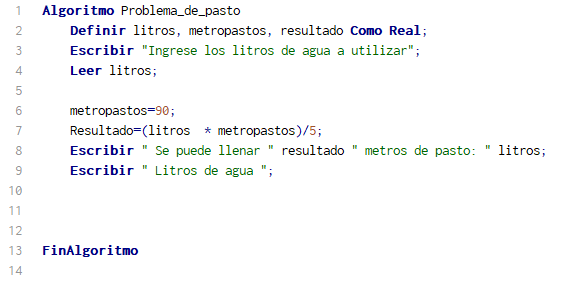 1 Algoritmo Problema_de_pasto
2 Definir litros, metropastos, resultado Como Real;
3 Escribir "Ingrese los litros de agua a utilizar";
4 Leer litros;
5
6 metropastos=90;
7 Resultado=(litros  * metropastos)/5;
8 Escribir " Se puede llenar " resultado " metros de pasto: " litros;
9 Escribir " Litros de agua ";
10
11
12
13 FinAlgoritmo
14